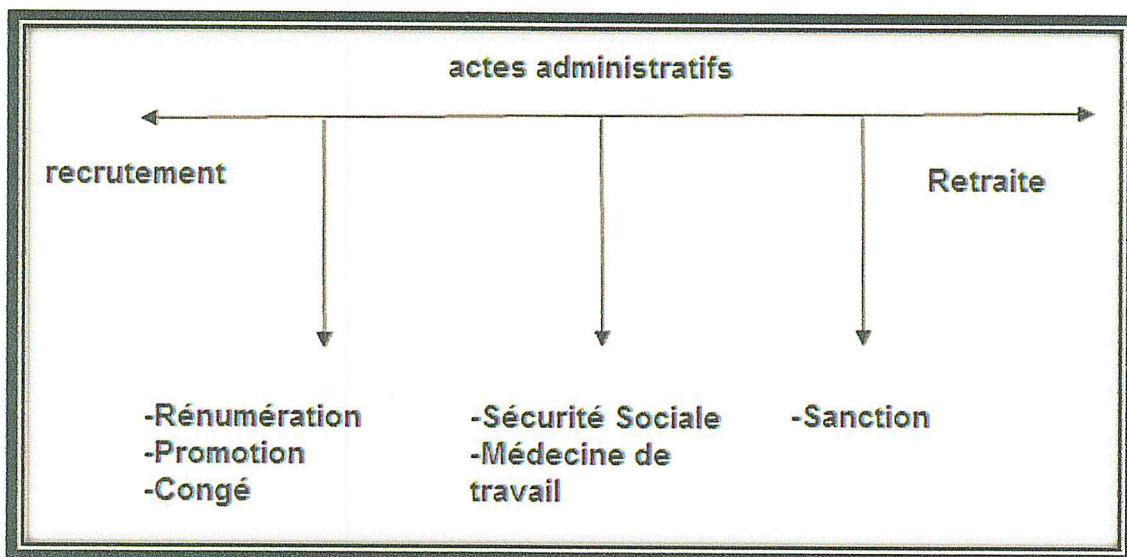 actes administratifs
recrutement
Retraite
-Rénumération
-Promotion
-Congé
-Sécurité Sociale
-Médecine de
travail
-Sanction